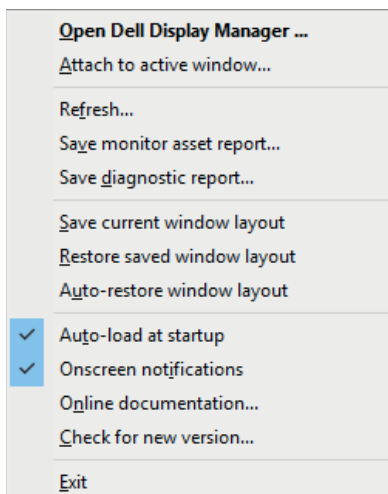 Open Dell Display Manager ...
Attach to active window...
Refresh...
Save monitor asset report...
Save diagnostic report...
Save current window layout
Restore saved window layout
Auto-restore window layout
Auto-load at startup
Onscreen notifications
Online documentation...
Check for new version...
Exit